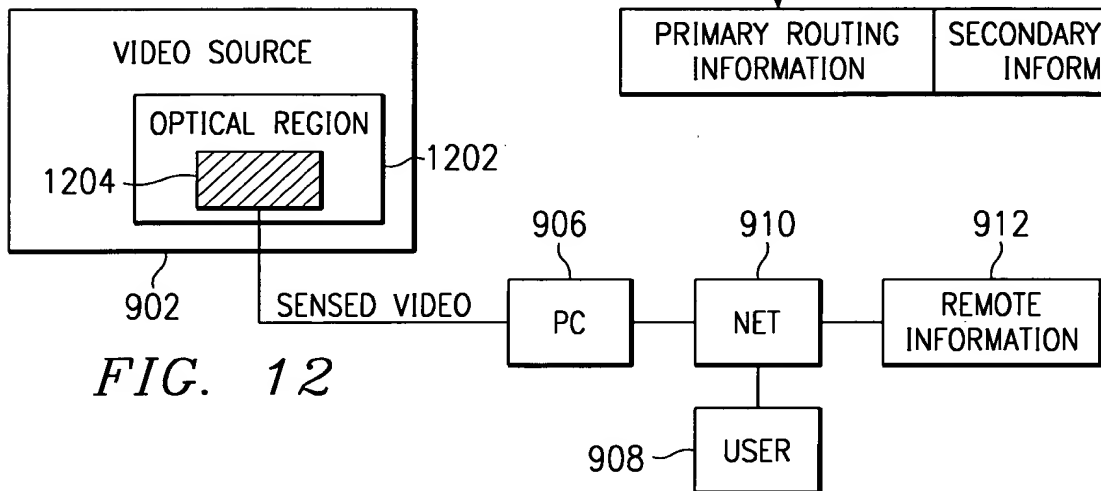 PRIMARY ROUTING
INFORMATION
SECONDARY
INFORM
VIDEO SOURCE
OPTICAL REGION
1204
1202
902
SENSED VIDEO
906
PC
910
NET
912
REMOTE
INFORMATION
908
USER
FIG. 12